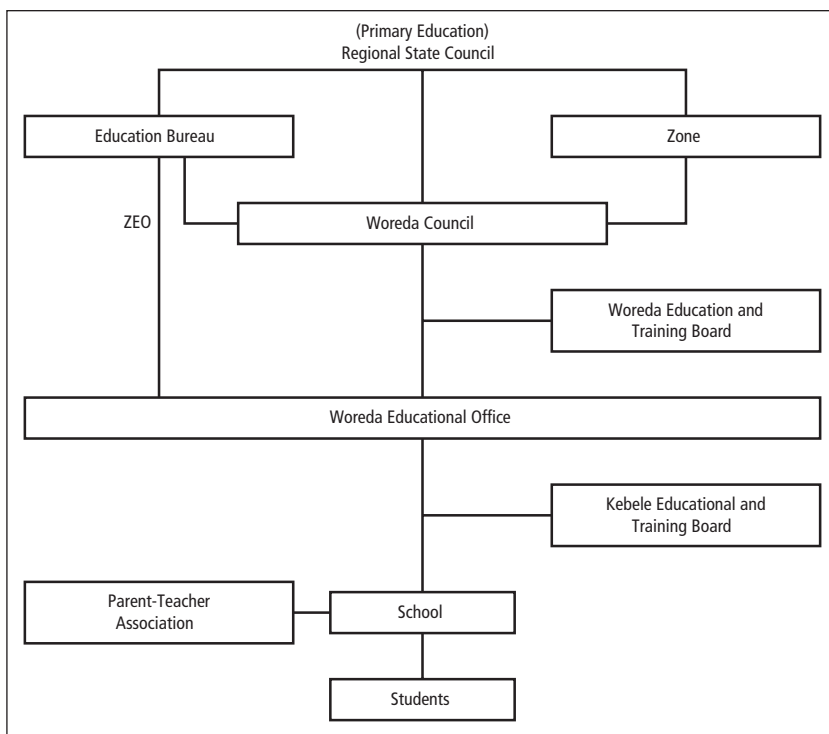 (Primary Education)
Regional State Council
Education Bureau
Zone
ZEO
Woreda Council
Woreda Education and
Training Board
Woreda Educational Office
Kebele Educational and
Training Board
Parent-Teacher
Association
School
Students